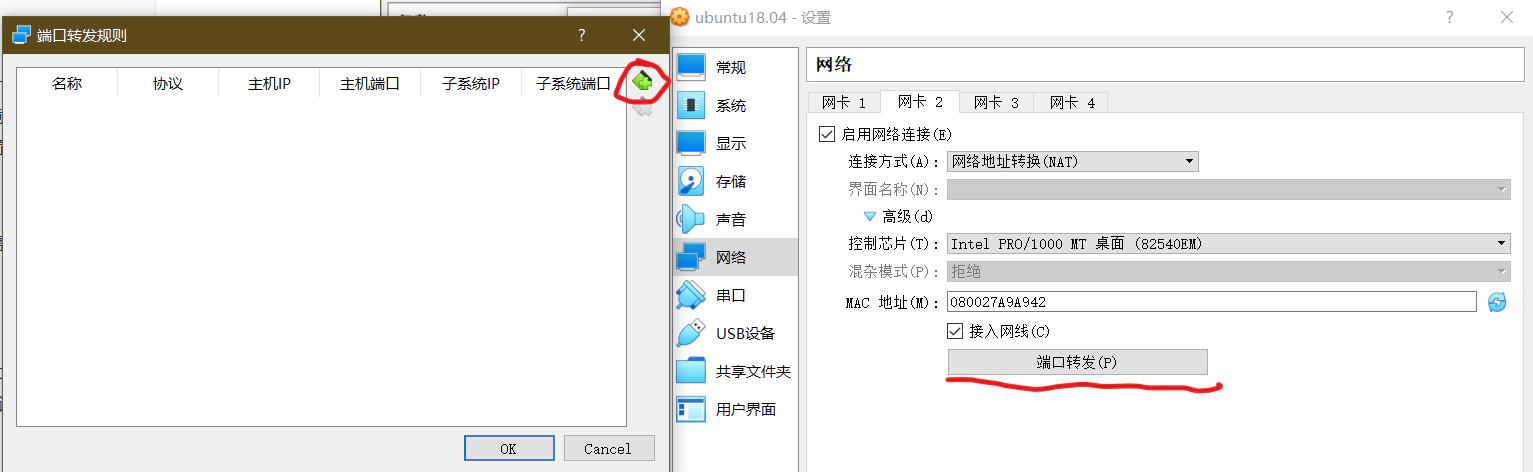 端口转发规则
?
名称 协议 主机IP 主机端口 子系统IP 子系统端口
OK Cancel
ubuntu18.04 - 设置
?
常规
系统
显示
存储
声音
网络
串口
USB设备
共享文件夹
用户界面
网络
网卡 1 网卡 2 网卡 3 网卡 4
启用网络连接(E)
连接方式(A): 网络地址转换(NAT)
界面名称(N):
高级(d)
控制芯片(T): Intel PRO/1000 MT 桌面 (82540EM)
混杂模式(P): 拒绝
MAC 地址(M): 080027A9A942
接入网线(C)
端口转发(P)